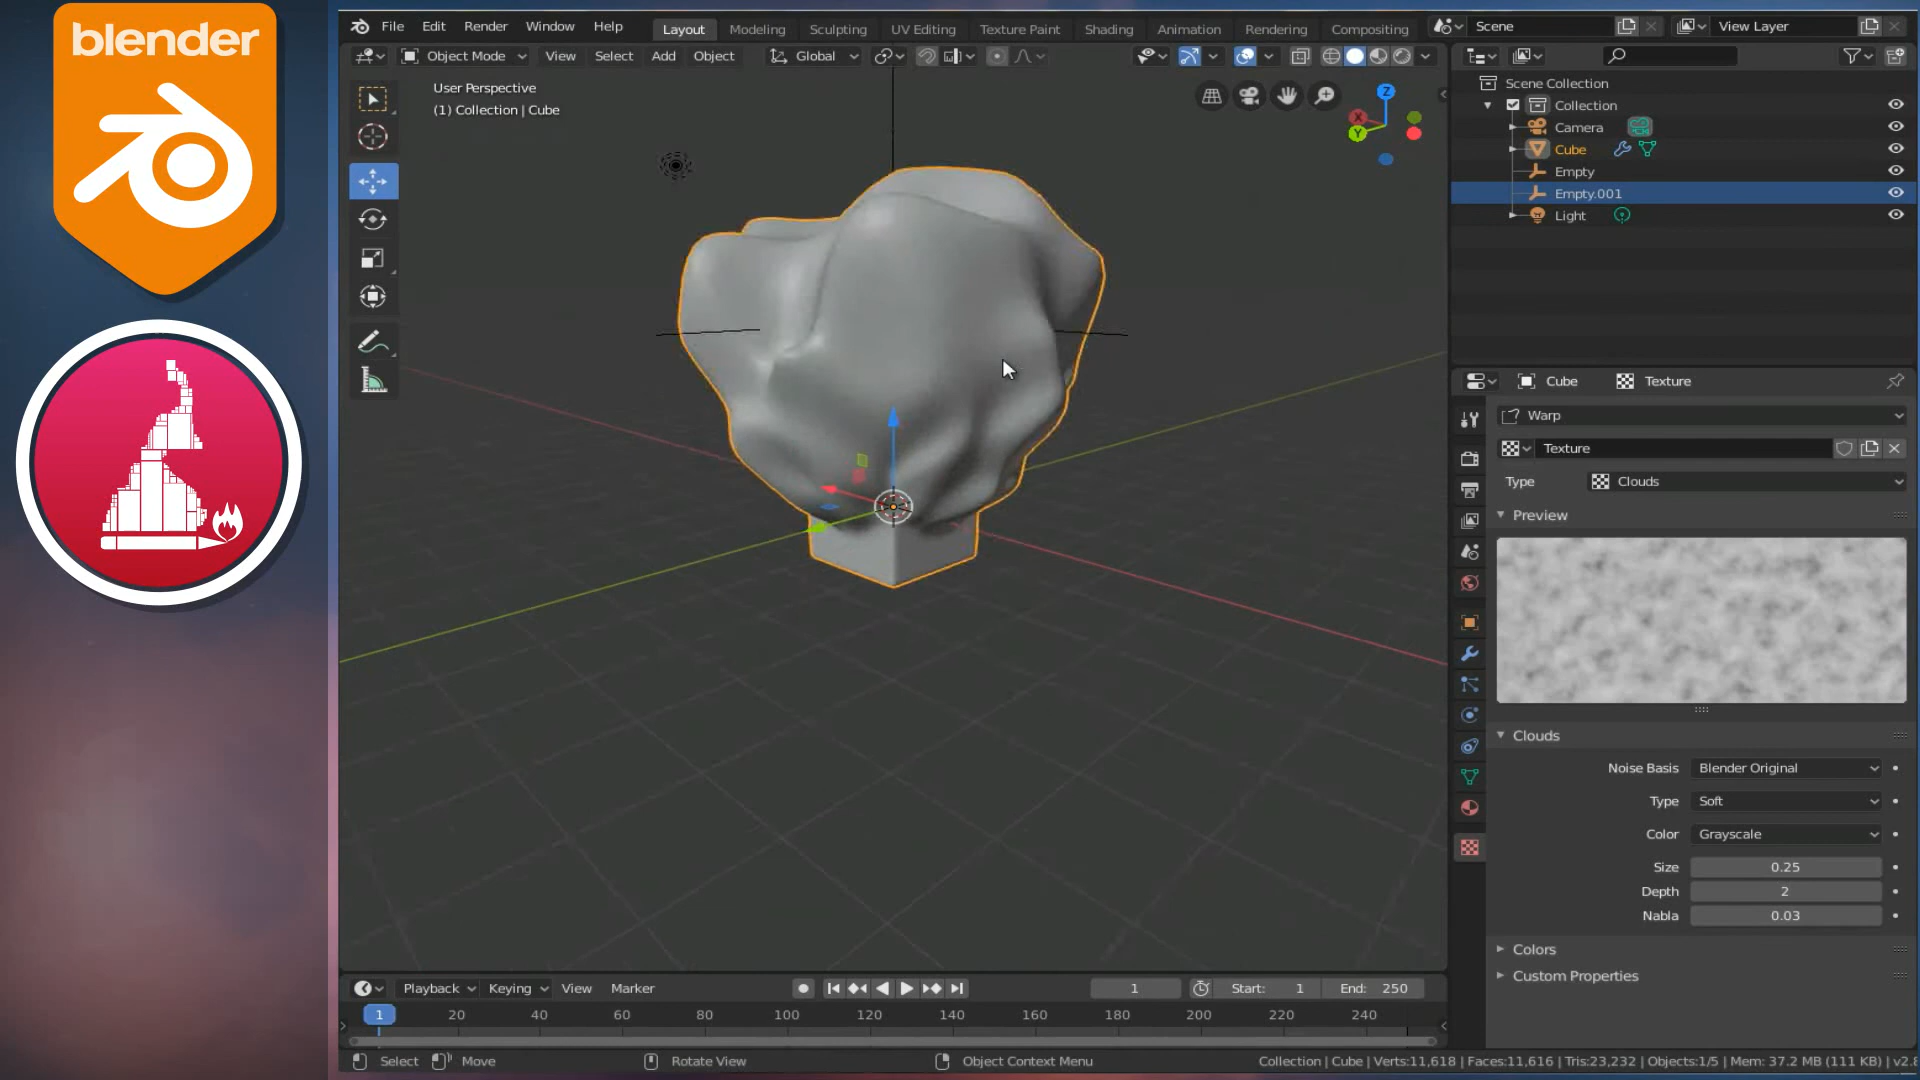 blender
File Edit Render Window Help
Layout Modeling Sculpting UV Editing Texture Paint Shading Animation Rendering Compositing
Scene
View Layer
Object Mode View Select Add Object
Global
User Perspective
(1) Collection | Cube
Z
X
Y
Scene Collection
Collection
Camera
Cube
Empty
Empty.001
Light
Cube Texture
Warp
Texture
Type Clouds
Preview
Clouds
Noise Basis Blender Original
Type Soft
Color Grayscale
Size 0.25
Depth 2
Nabla 0.03
Colors
Custom Properties
Playback Keying View Marker
1
Start: 1
End: 250
1 20 40 60 80 100 120 140 160 180 200 220 240
Select Move Rotate View Object Context Menu
Collection | Cube | Verts:11,618 | Faces:11,616 | Tris:23,232 | Objects:1/5 | Mem: 37.2 MB (111 KB) | v2.8